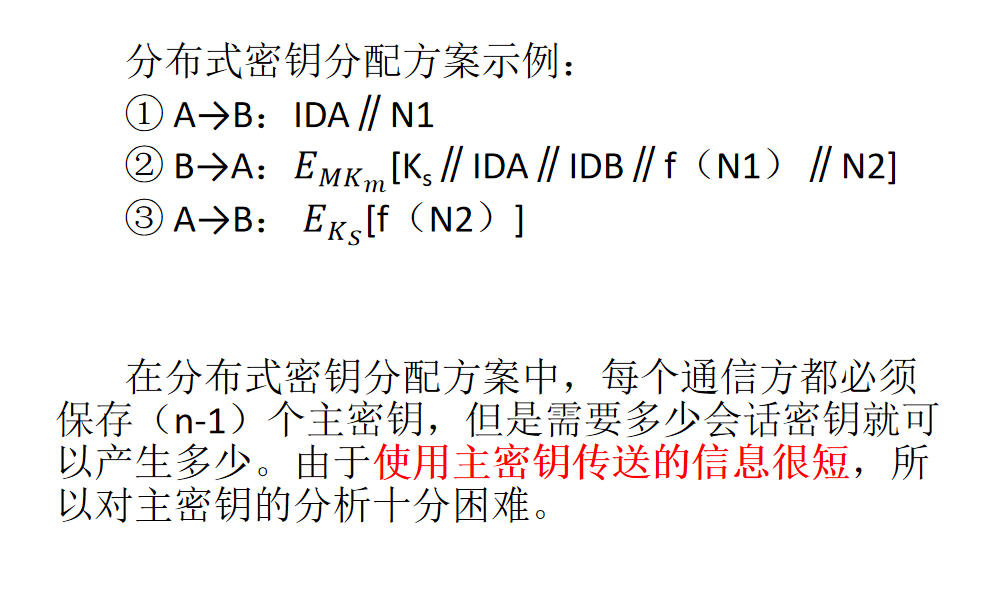 分布式密钥分配方案示例：
① A→B：IDA∥N1
② B→A：E_{MK_m}[K_s∥IDA∥IDB∥f（N1）∥N2]
③ A→B：E_{K_S}[f（N2）]
在分布式密钥分配方案中，每个通信方都必须
保存（n-1）个主密钥，但是需要多少会话密钥就可
以产生多少。由于使用主密钥传送的信息很短，所
以对主密钥的分析十分困难。